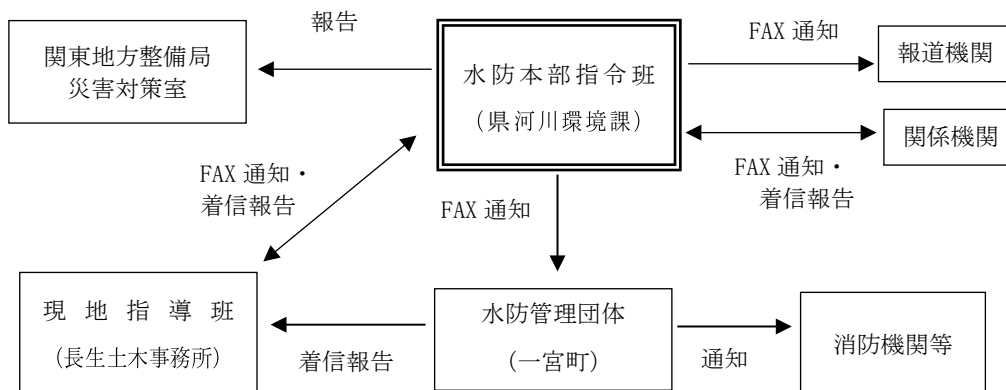 報告
FAX 通知
関東地方整備局
災害対策室
水防本部指令班
（県河川環境課）
報道機関
関係機関
FAX 通知・
着信報告
FAX 通知
FAX 通知・
着信報告
現地指導班
（長生土木事務所）
水防管理団体
（一宮町）
消防機関等
着信報告
通知